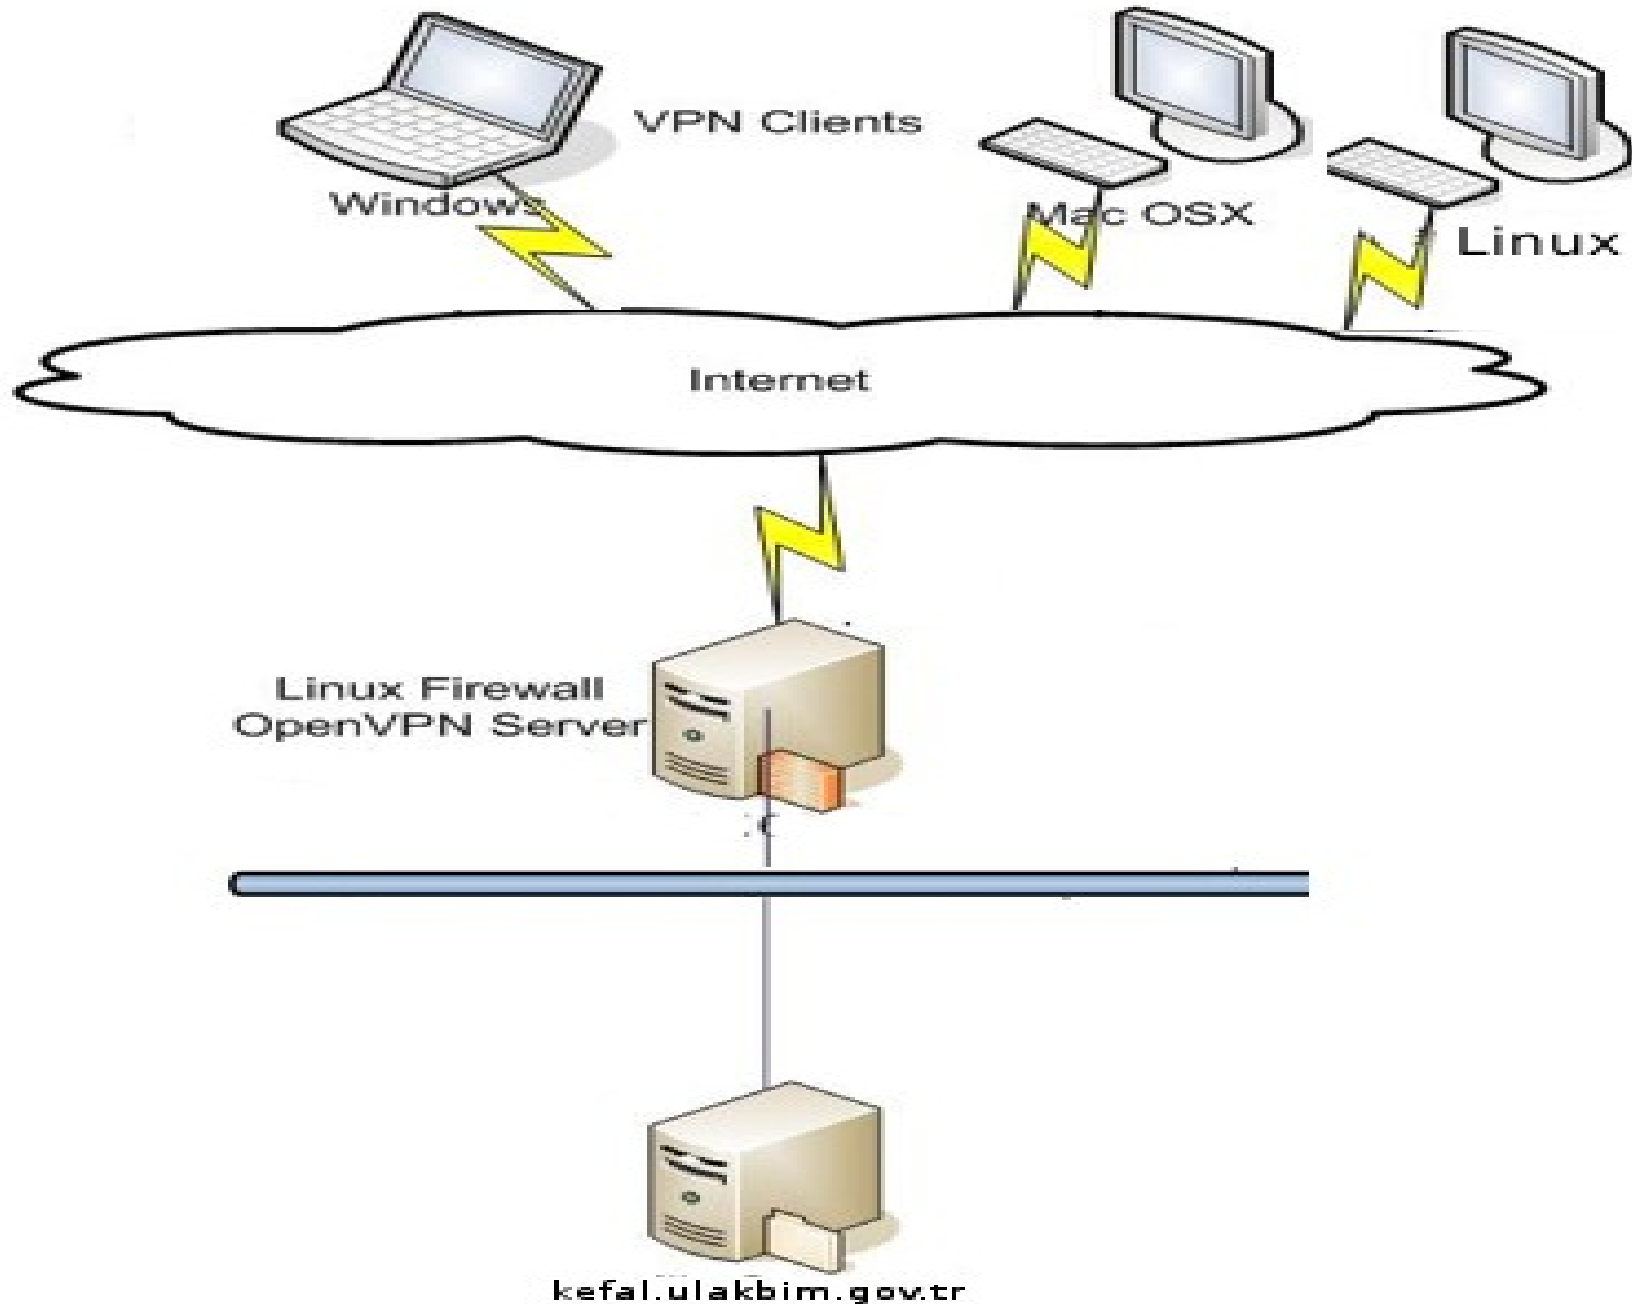 VPN Clients
Windows
Mac OSX
Linux
Internet
Linux Firewall
OpenVPN Server
kefal.ulakbim.gov.tr